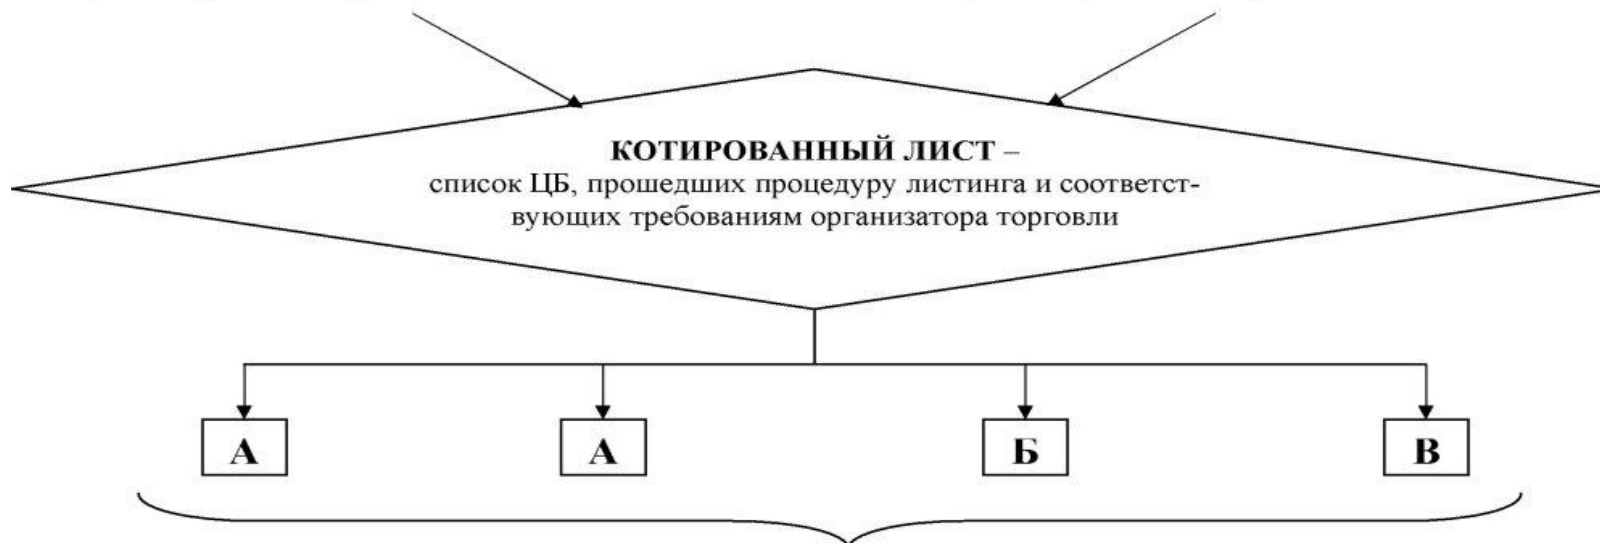 КОТИРОВАННЫЙ ЛИСТ –
список ЦБ, прошедших процедуру листинга и соответст-
вующих требованиям организатора торговли
А
А
Б
В